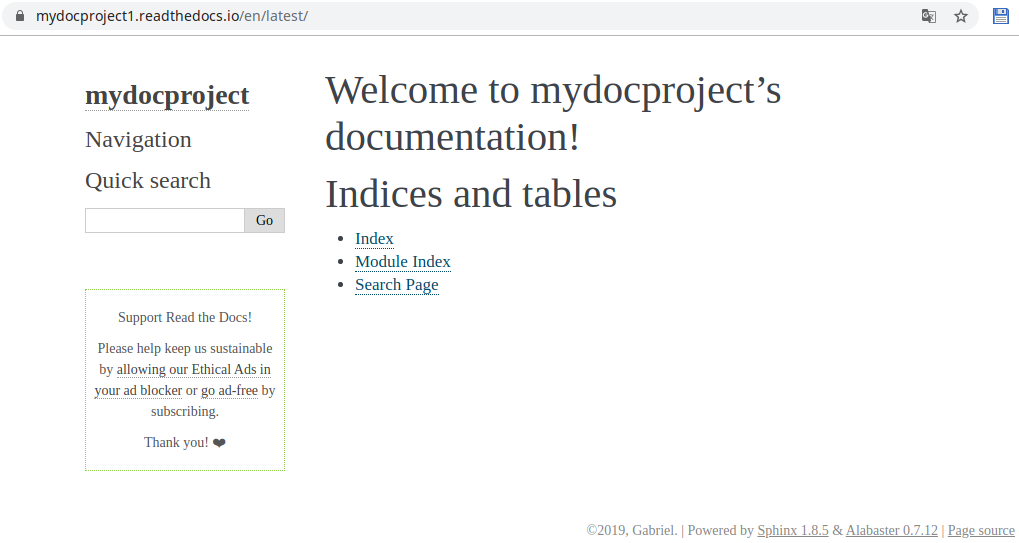 mydocproject1.readthedocs.io/en/latest/
mydocproject
Navigation
Quick search
Go
Support Read the Docs!
Please help keep us sustainable
by allowing our Ethical Ads in
your ad blocker or go ad-free by
subscribing.
Thank you! ❤
Welcome to mydocproject’s
documentation!
Indices and tables
• Index
• Module Index
• Search Page
©2019, Gabriel. | Powered by Sphinx 1.8.5 & Alabaster 0.7.12 | Page source